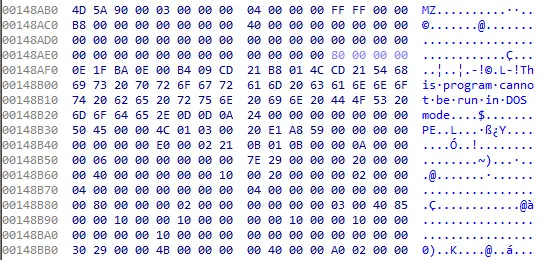 00148AB0 4D 5A 90 00 03 00 00 00 04 00 00 00 FF FF 00 00 MZ..............
00148AC0 B8 00 00 00 00 00 00 00 40 00 00 00 00 00 00 00 ©.......@.......
00148AD0 00 00 00 00 00 00 00 00 00 00 00 00 00 00 00 00 ................
00148AE0 00 00 00 00 00 00 00 00 00 00 00 00 80 00 00 00 ............Ç...
00148AF0 0E 1F BA 0E 00 B4 09 CD 21 B8 01 4C CD 21 54 68 ..¦..¦.-!©.L-!Th
00148B00 69 73 20 70 72 6F 67 72 61 6D 20 63 61 6E 6E 6F is·program·canno
00148B10 74 20 62 65 20 72 75 6E 20 69 6E 20 44 4F 53 20 t·be·run·in·DOS·
00148B20 6D 6F 64 65 2E 0D 0D 0A 24 00 00 00 00 00 00 00 mode....$.......
00148B30 50 45 00 00 4C 01 03 00 20 E1 A8 59 00 00 00 00 PE..L...·ß¿Y....
00148B40 00 00 00 00 E0 00 02 21 0B 01 0B 00 00 0A 00 00 ....Ó..!........
00148B50 00 06 00 00 00 00 00 00 7E 29 00 00 00 20 00 00 ........~)...·..
00148B60 00 40 00 00 00 00 00 10 00 20 00 00 00 02 00 00 .@.......·......
00148B70 04 00 00 00 00 00 00 00 04 00 00 00 00 00 00 00 ................
00148B80 00 80 00 00 00 02 00 00 00 00 00 00 03 00 40 85 .Ç............@à
00148B90 00 00 10 00 00 10 00 00 00 00 10 00 00 10 00 00 ................
00148BA0 00 00 00 00 10 00 00 00 00 00 00 00 00 00 00 00 ................
00148BB0 30 29 00 00 4B 00 00 00 00 40 00 00 A0 02 00 00 0)..K....@..á...